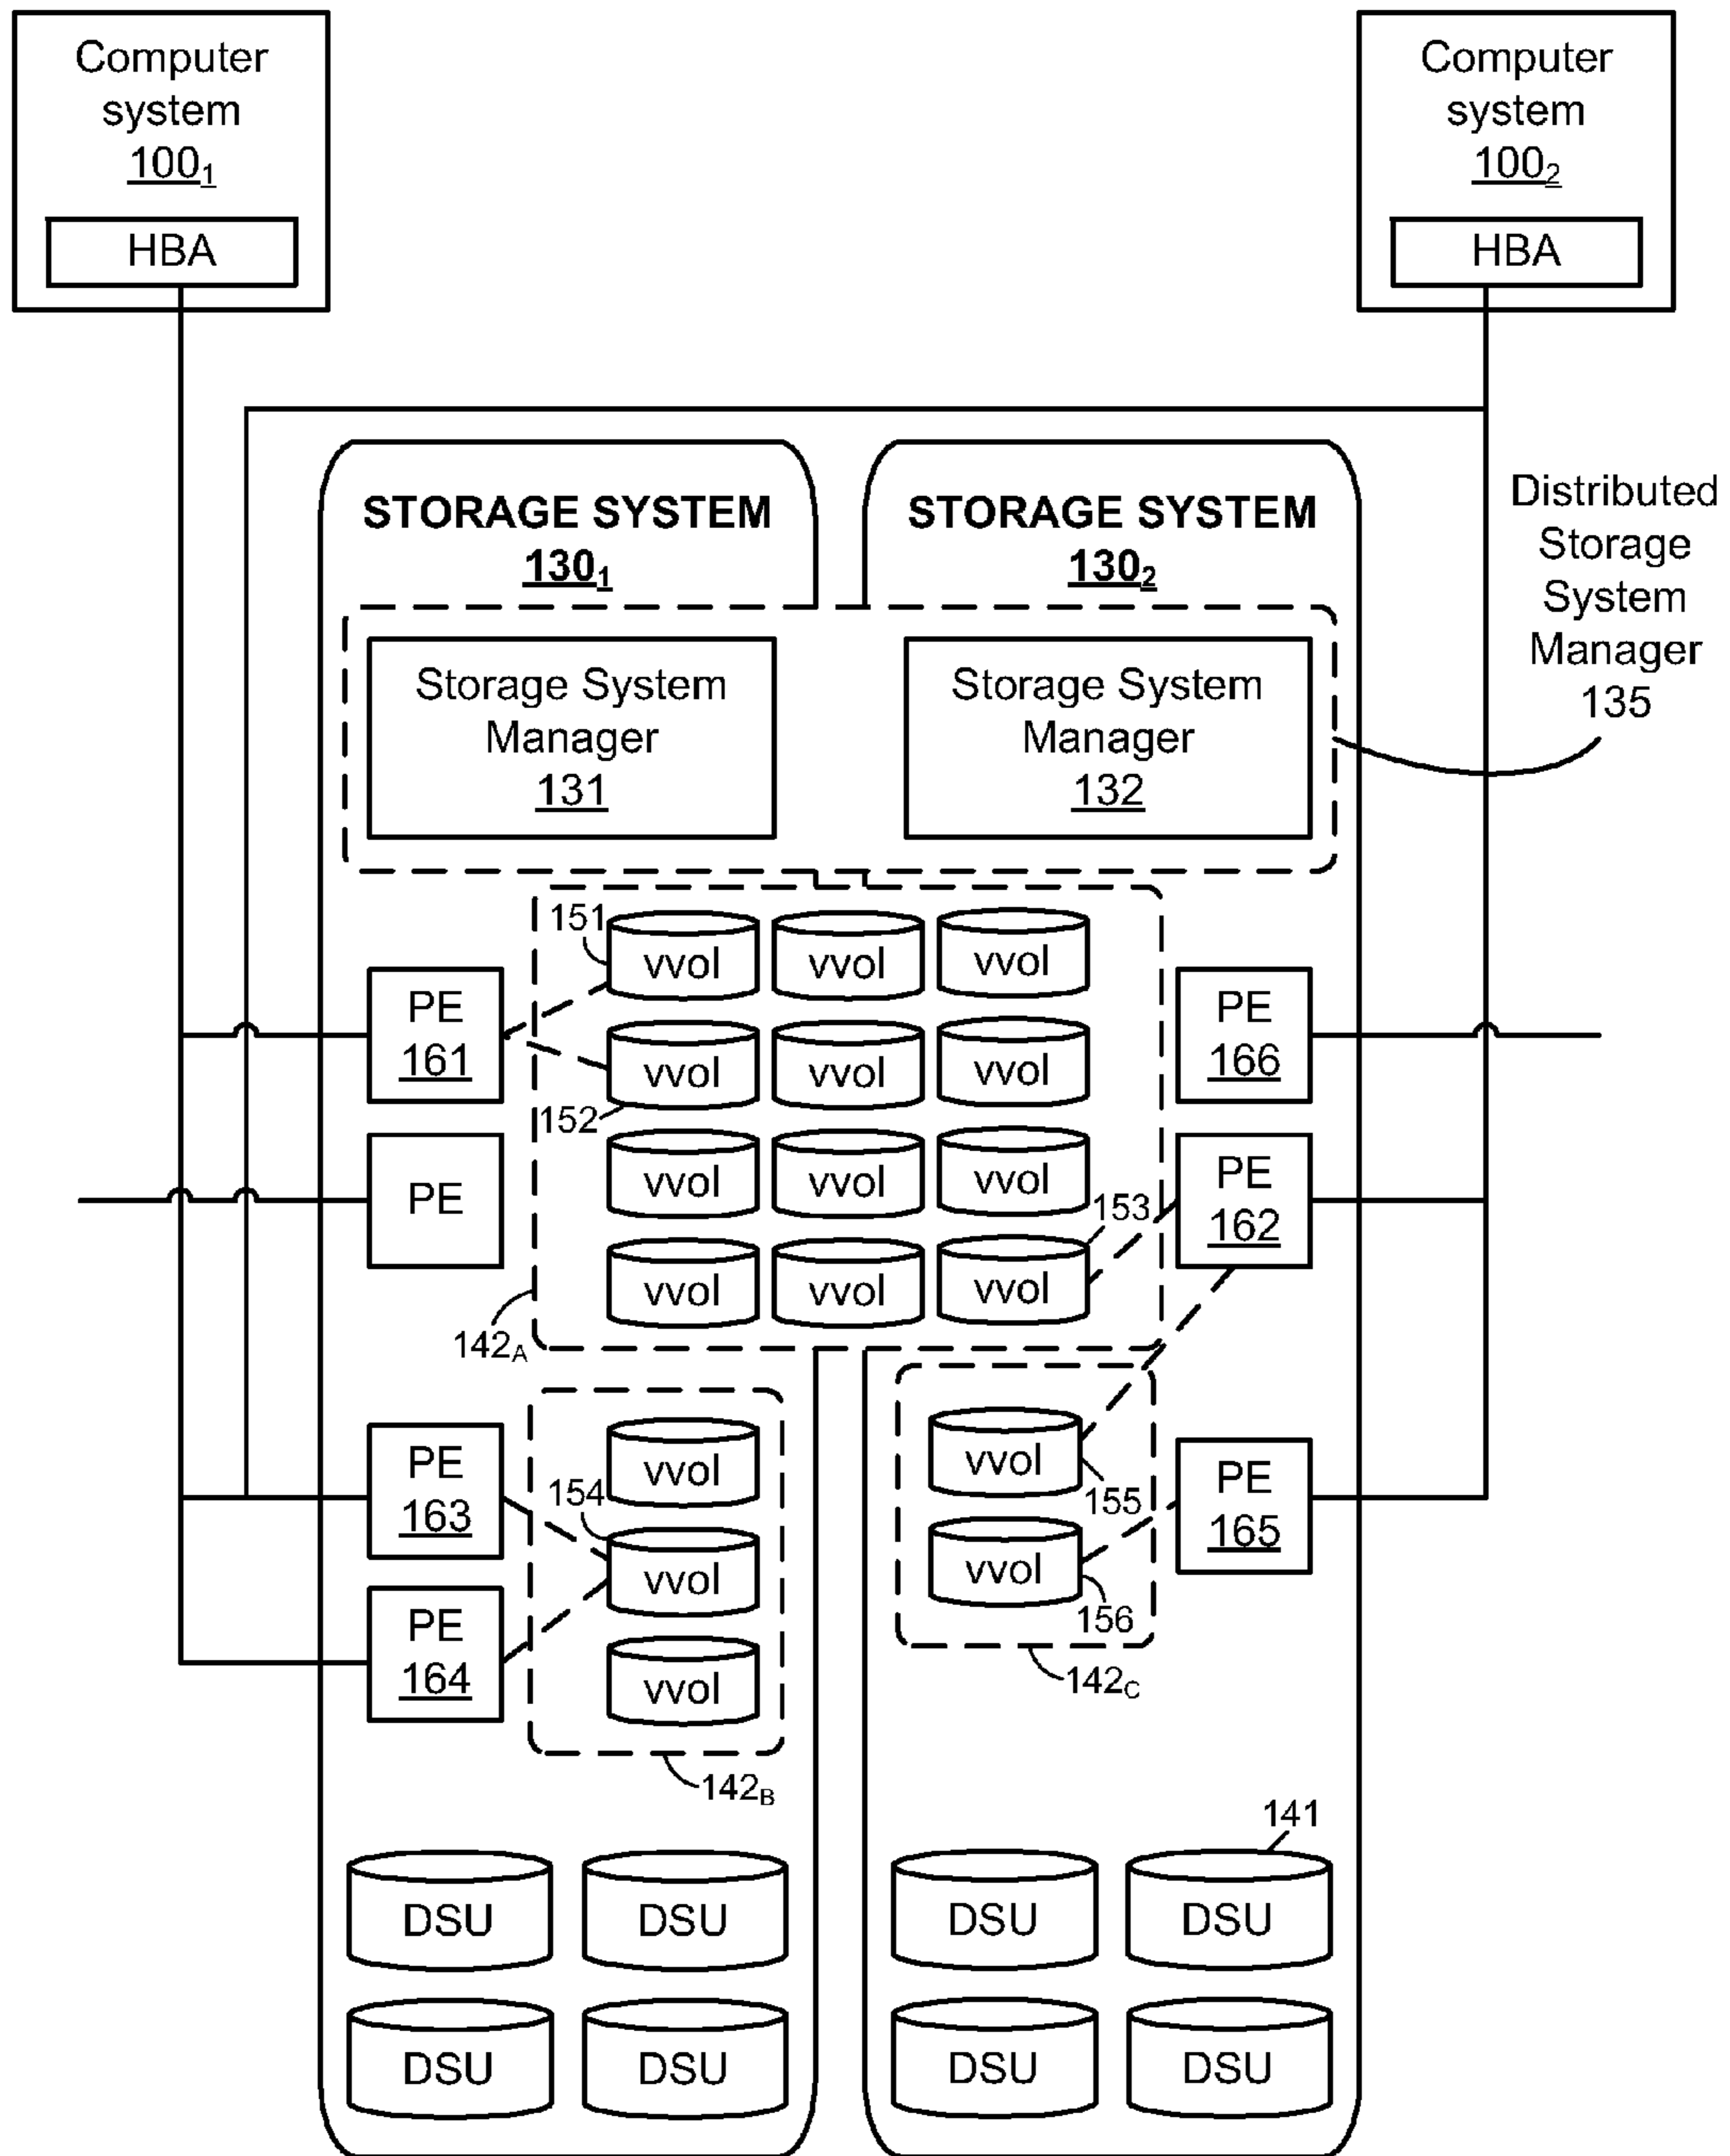 Computer
system
100₁
HBA
Computer
system
100₂
HBA
STORAGE SYSTEM
130₁
STORAGE SYSTEM
130₂
Distributed
Storage
System
Manager
135
Storage System
Manager
131
Storage System
Manager
132
151
vvol
vvol
vvol
PE
161
PE
166
vvol
vvol
vvol
152
PE
vvol
vvol
vvol
PE
162
153
vvol
vvol
vvol
142A
PE
163
vvol
154
vvol
PE
164
vvol
142B
vvol
155
vvol
156
PE
165
142C
141
DSU
DSU
DSU
DSU
DSU
DSU
DSU
DSU